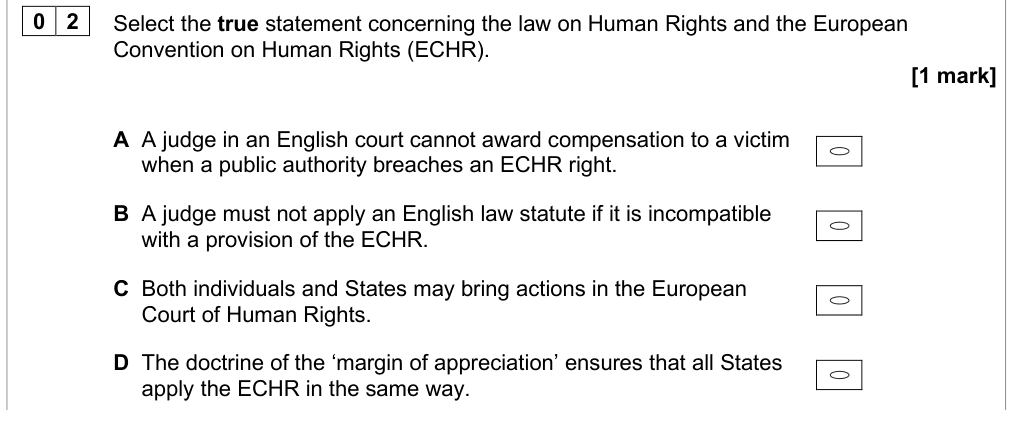 0 2 Select the true statement concerning the law on Human Rights and the European
Convention on Human Rights (ECHR).
[1 mark]
A A judge in an English court cannot award compensation to a victim
when a public authority breaches an ECHR right.
B A judge must not apply an English law statute if it is incompatible
with a provision of the ECHR.
C Both individuals and States may bring actions in the European
Court of Human Rights.
D The doctrine of the ‘margin of appreciation’ ensures that all States
apply the ECHR in the same way.